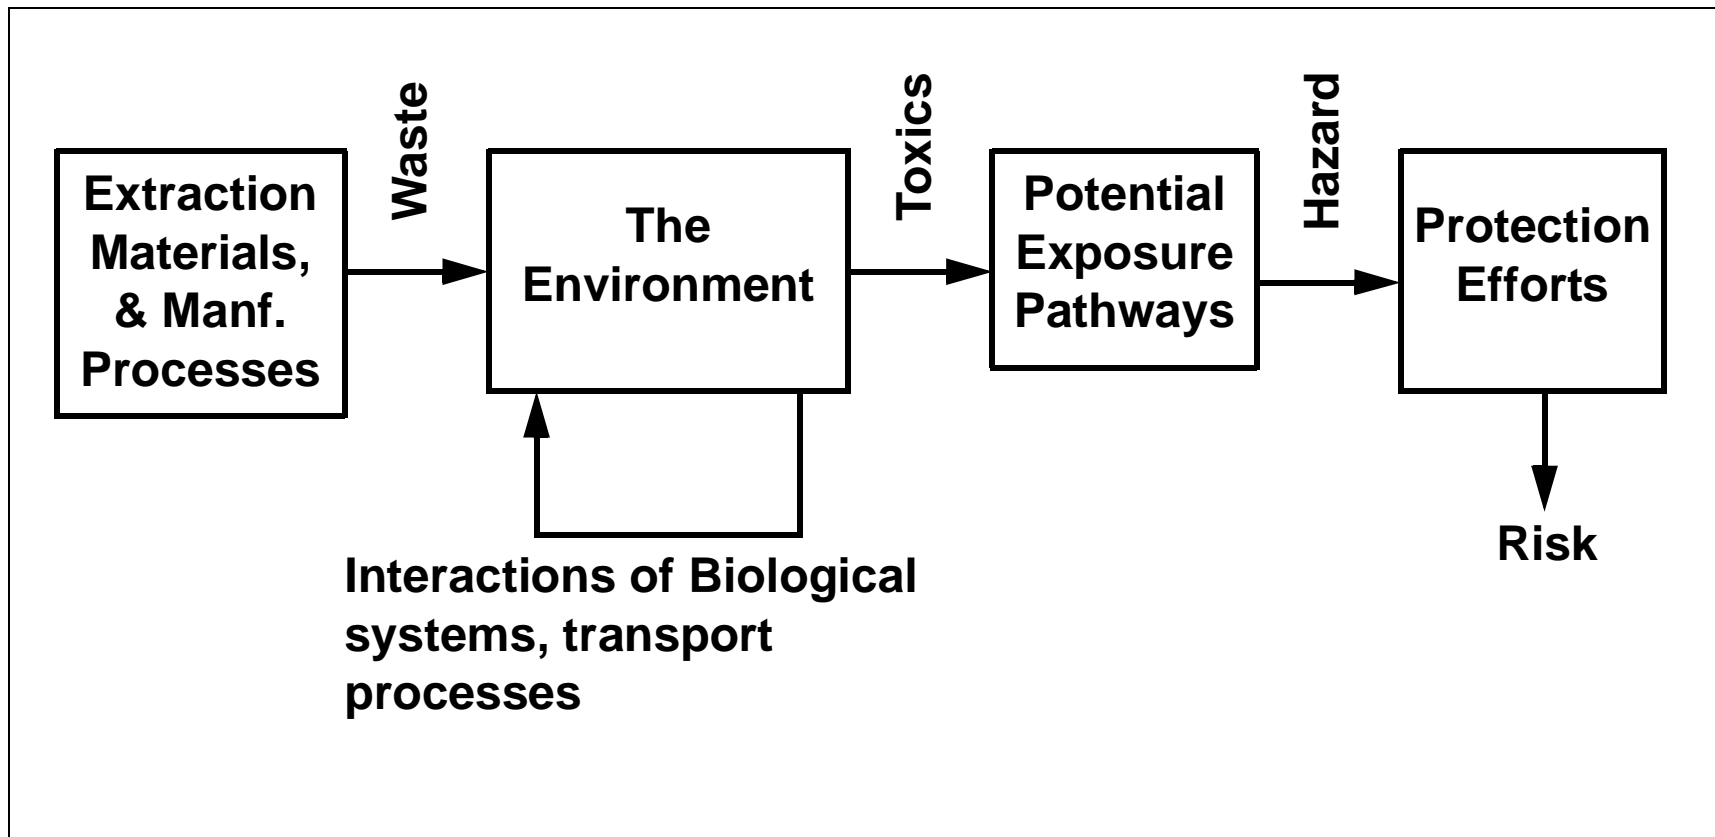 Extraction
Materials,
& Manf.
Processes
Waste
The
Environment
Toxics
Potential
Exposure
Pathways
Hazard
Protection
Efforts
Interactions of Biological
systems, transport
processes
Risk